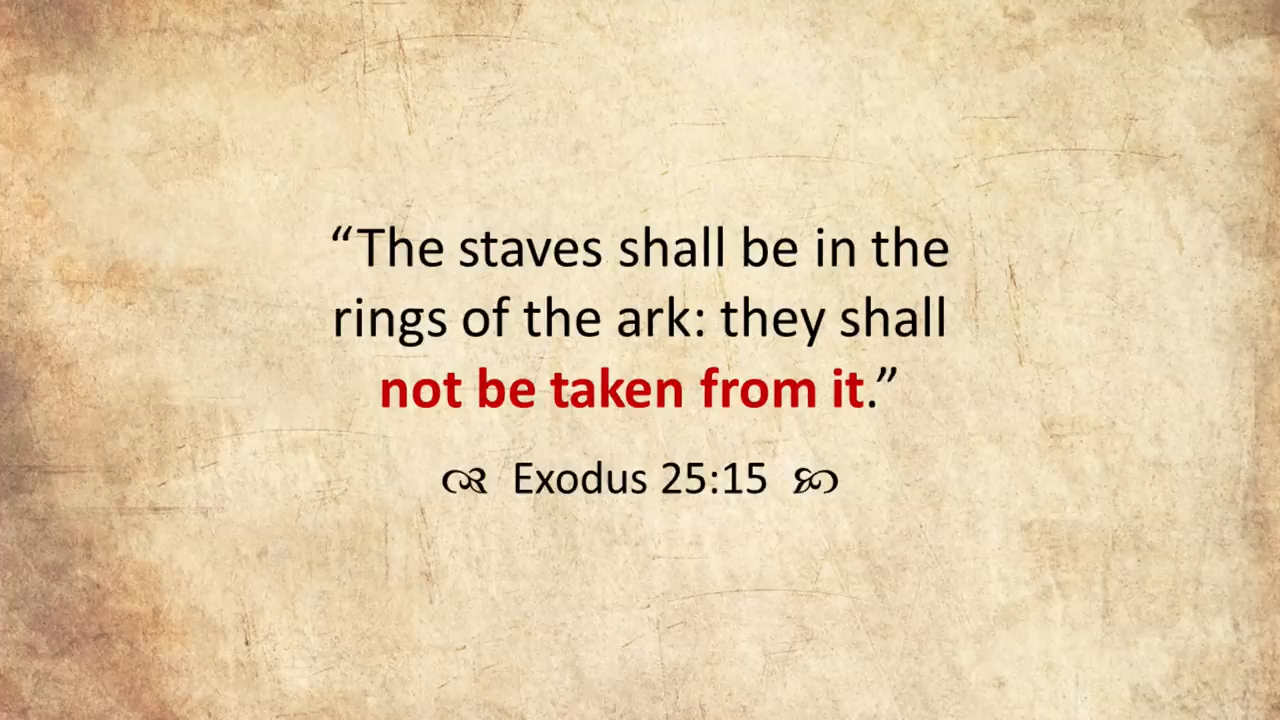 “The staves shall be in the
rings of the ark: they shall
not be taken from it.”
Exodus 25:15